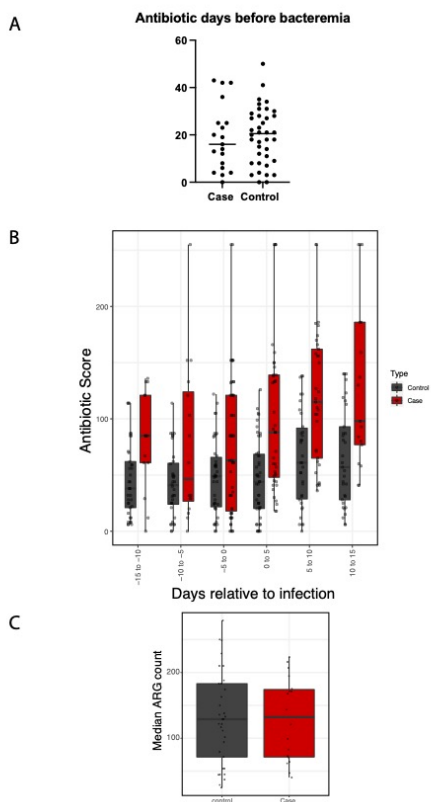 A
Antibiotic days before bacteremia
60
40
20
0
Case Control
B
Antibiotic Score
200
100
0
Type
Control
Case
-15 to -10
-10 to -5
-5 to 0
0 to 5
5 to 10
10 to 15
Days relative to infection
C
Median ARG count
200
100
control Case